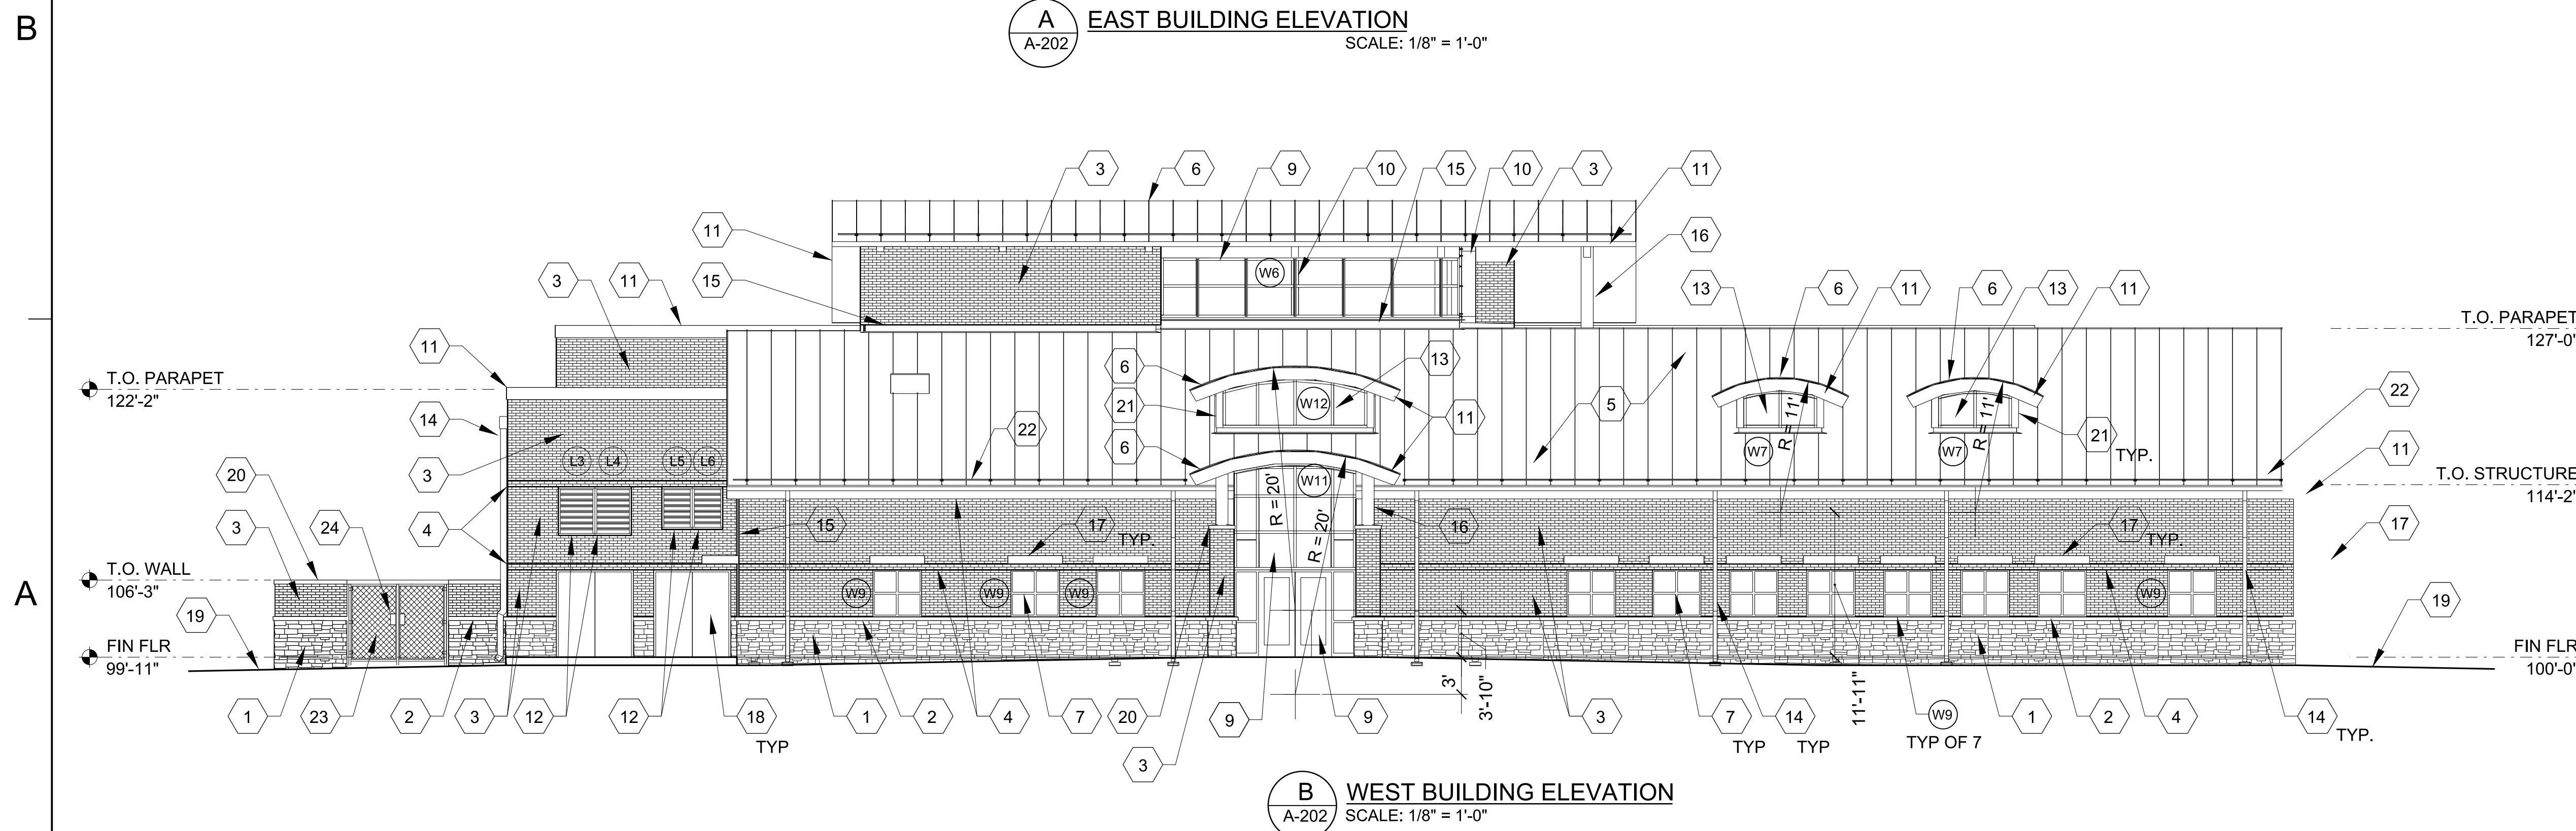 B
A
A-202
EAST BUILDING ELEVATION
SCALE: 1/8" = 1'-0"
3
6
9
10
15
10
3
11
11
16
3
11
15
W6
13
6
11
6
13
11
T.O. PARAPET
127'-0"
11
6
13
T.O. PARAPET
122'-2"
21
W12
5
22
14
22
11
R = 11'
R = 11'
21
TYP.
6
W7
W7
11
3
L3
L4
L5
L6
T.O. STRUCTURE
114'-2"
20
W11
R = 20'
3
24
4
15
17
TYP.
16
17
TYP.
17
R = 20'
A
T.O. WALL
106'-3"
W9
W9
W9
W9
19
19
FIN FLR
99'-11"
FIN FLR
100'-0"
3'
3'-10"
11'-11"
1
23
2
3
12
12
18
TYP
1
2
4
7
20
9
9
3
7
TYP
14
TYP
W9
TYP OF 7
1
2
4
14
TYP.
3
B
A-202
WEST BUILDING ELEVATION
SCALE: 1/8" = 1'-0"